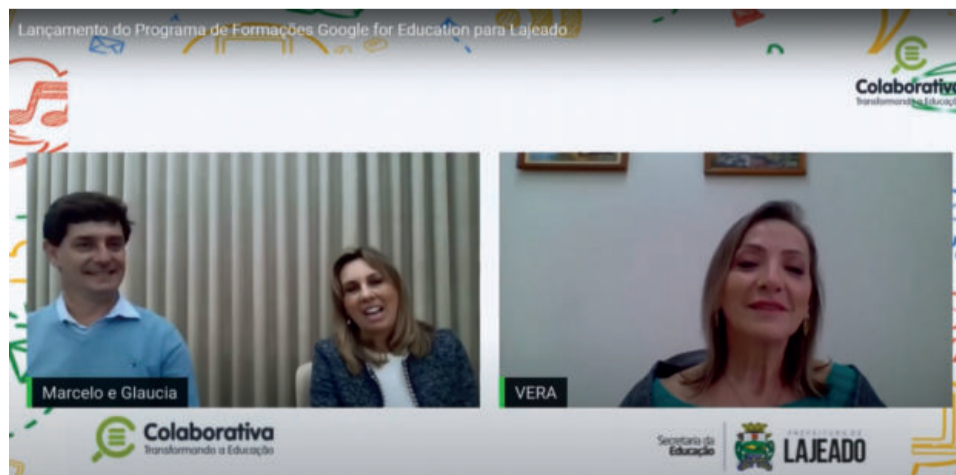 Lançamento do Programa de Formações Google for Education para Lajeado
Colaborativa
Transformando a Educação
Marcelo e Glaucia
VERA
Colaborativa
Transformando a Educação
Secretaria da
Educação
PREFEITURA DE
LAJEADO